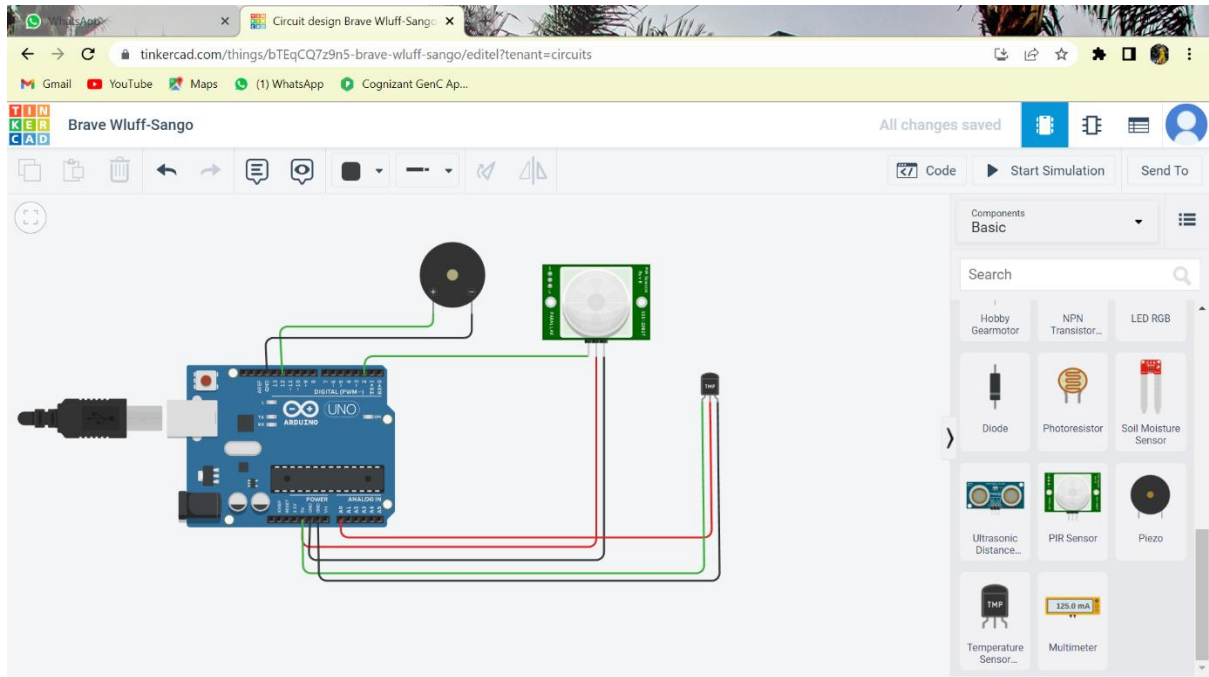 WhatsApp
Circuit design Brave Wluff-Sango
tinkercad.com/things/bTEqCQ7z9n5-brave-wluff-sango/editel?tenant=circuits
Gmail YouTube Maps (1) WhatsApp Cognizant GenC Ap...
TINKERCAD
Brave Wluff-Sango
All changes saved
Code Start Simulation Send To
Components
Basic
Search
Hobby Gearmotor
NPN Transistor...
LED RGB
Diode
Photoresistor
Soil Moisture Sensor
Ultrasonic Distance...
PIR Sensor
Piezo
TMP
Temperature Sensor...
125.0 mA
Multimeter
TMP
DIGITAL (PWM~)
UNO
ARDUINO
POWER
ANALOG IN